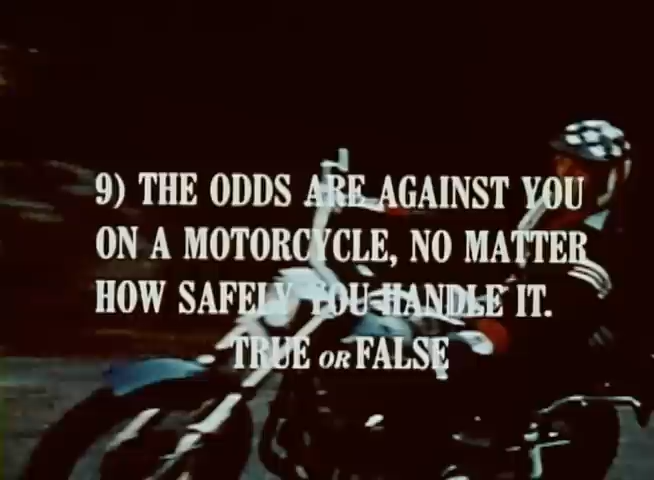 9) THE ODDS ARE AGAINST YOU
ON A MOTORCYCLE, NO MATTER
HOW SAFELY YOU HANDLE IT.
TRUE OR FALSE